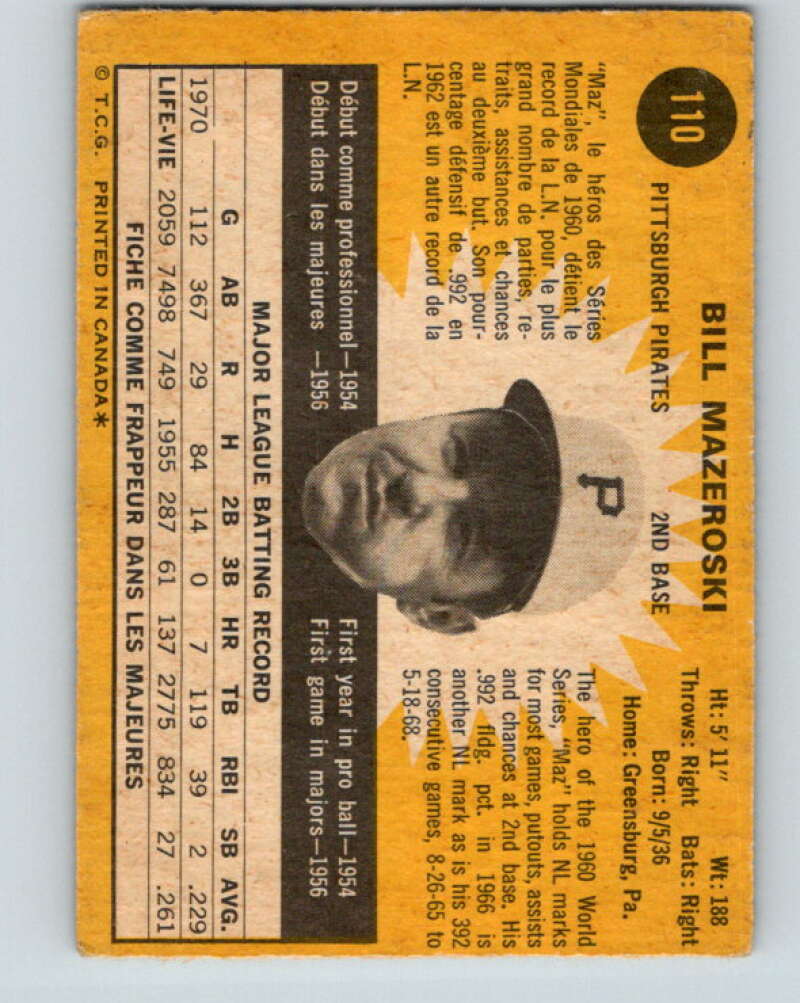 110
BILL MAZEROSKI
PITTSBURGH PIRATES 2ND BASE
Ht: 5' 11" Wt: 188
Throws: Right Bats: Right
Born: 9/5/36
Home: Greensburg, Pa.
"Maz", le héros des Séries
Mondiales de 1960, détient le
record de la L.N. pour le plus
grand nombre de parties, re-
traits, assistances et chances
au deuxième but. Son pour-
centage défensif de .992 en
1962 est un autre record de la
L.N.
P
The hero of the 1960 World
Series, "Maz" holds NL marks
for most games, putouts, assists
and chances at 2nd base. His
.992 fldg. pct. in 1966 is
another NL mark as is his 392
consecutive games, 8-26-65 to
5-18-68.
Début comme professionnel—1954
Début dans les majeures —1956
First year in pro ball—1954
First game in majors—1956
MAJOR LEAGUE BATTING RECORD
G AB R H 2B 3B HR TB RBI SB AVG.
1970 112 367 29 84 14 0 7 119 39 2 .229
LIFE-VIE 2059 7498 749 1955 287 61 137 2775 834 27 .261
FICHE COMME FRAPPEUR DANS LES MAJEURES
© T.C.G. PRINTED IN CANADA*